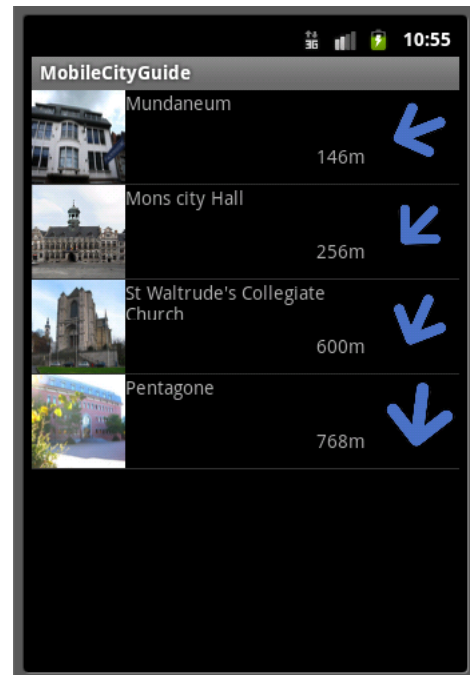 3G 10:55
MobileCityGuide
Mundaneum
146m
Mons city Hall
256m
St Waltrude's Collegiate
Church
600m
Pentagone
768m